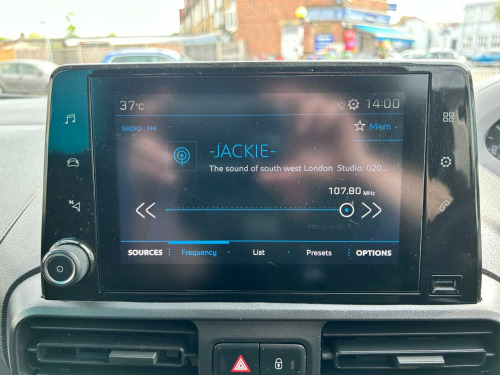 37°C
14:00
RADIO FM
Mem
-JACKIE-
The sound of south west London Studio: 020...
107.80 MHz
SOURCES
Frequency
List
Presets
OPTIONS
N